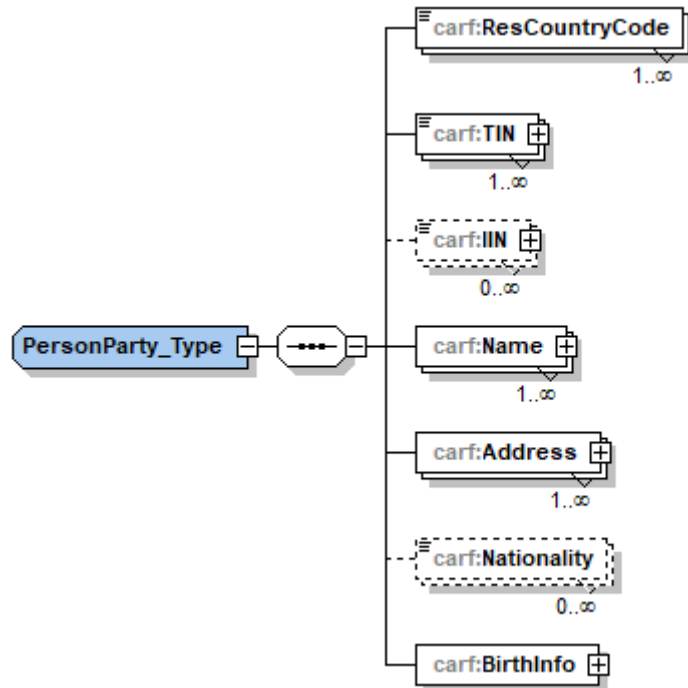 carf:ResCountryCode
1..∞
carf:TIN
1..∞
carf:IIN
0..∞
PersonParty_Type
carf:Name
1..∞
carf:Address
1..∞
carf:Nationality
0..∞
carf:BirthInfo